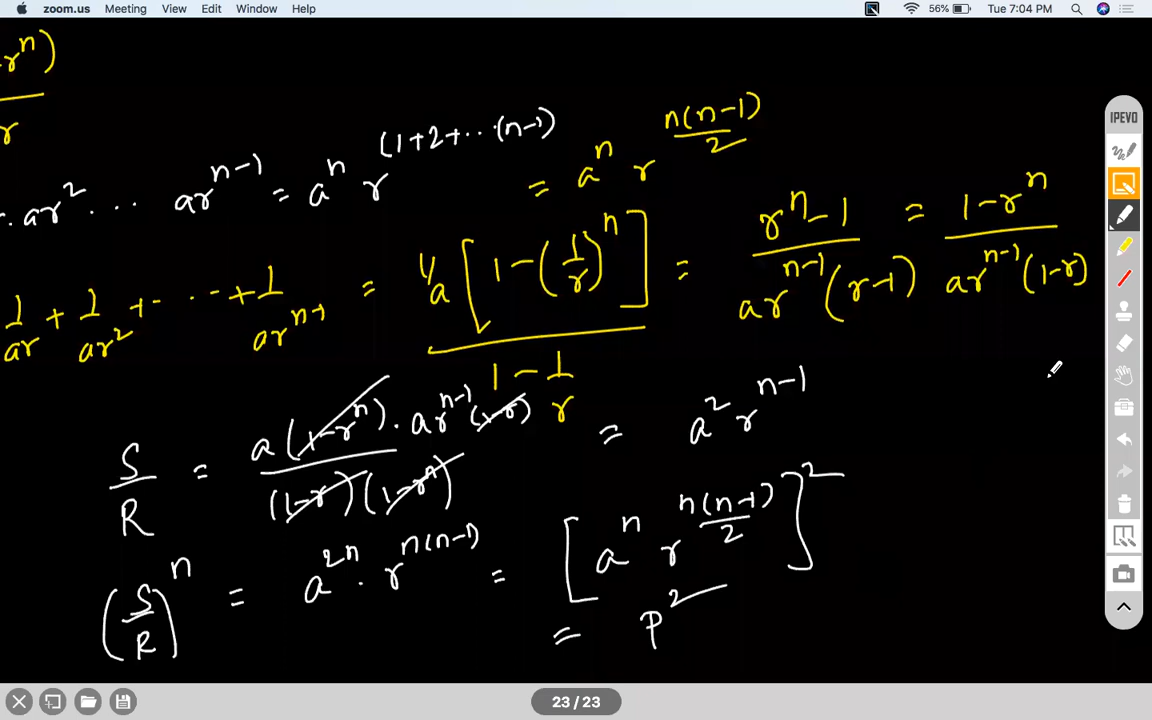 zoom.us Meeting View Edit Window Help 56% Tue 7:04 PM
r^n)
r
IPEVO
. ar^2 ... ar^(n-1) = a^n r^(1+2+...(n-1) = a^n r^(n(n-1)/2)
1/ar + 1/ar^2 + ... + 1/ar^(n-1) = 1/a [1-(1/r)^n] / (1 - 1/r) = (r^n - 1) / (ar^(n-1) (r-1)) = (1-r^n) / (ar^(n-1) (1-r))
S/R = a(1-r^n) . ar^(n-1) (1-r) / (1-r)(1-r^n) = a^2 r^(n-1)
(S/R)^n = a^(2n) . r^(n(n-1)) = [a^n r^(n(n-1)/2)]^2
= P^2
23 / 23